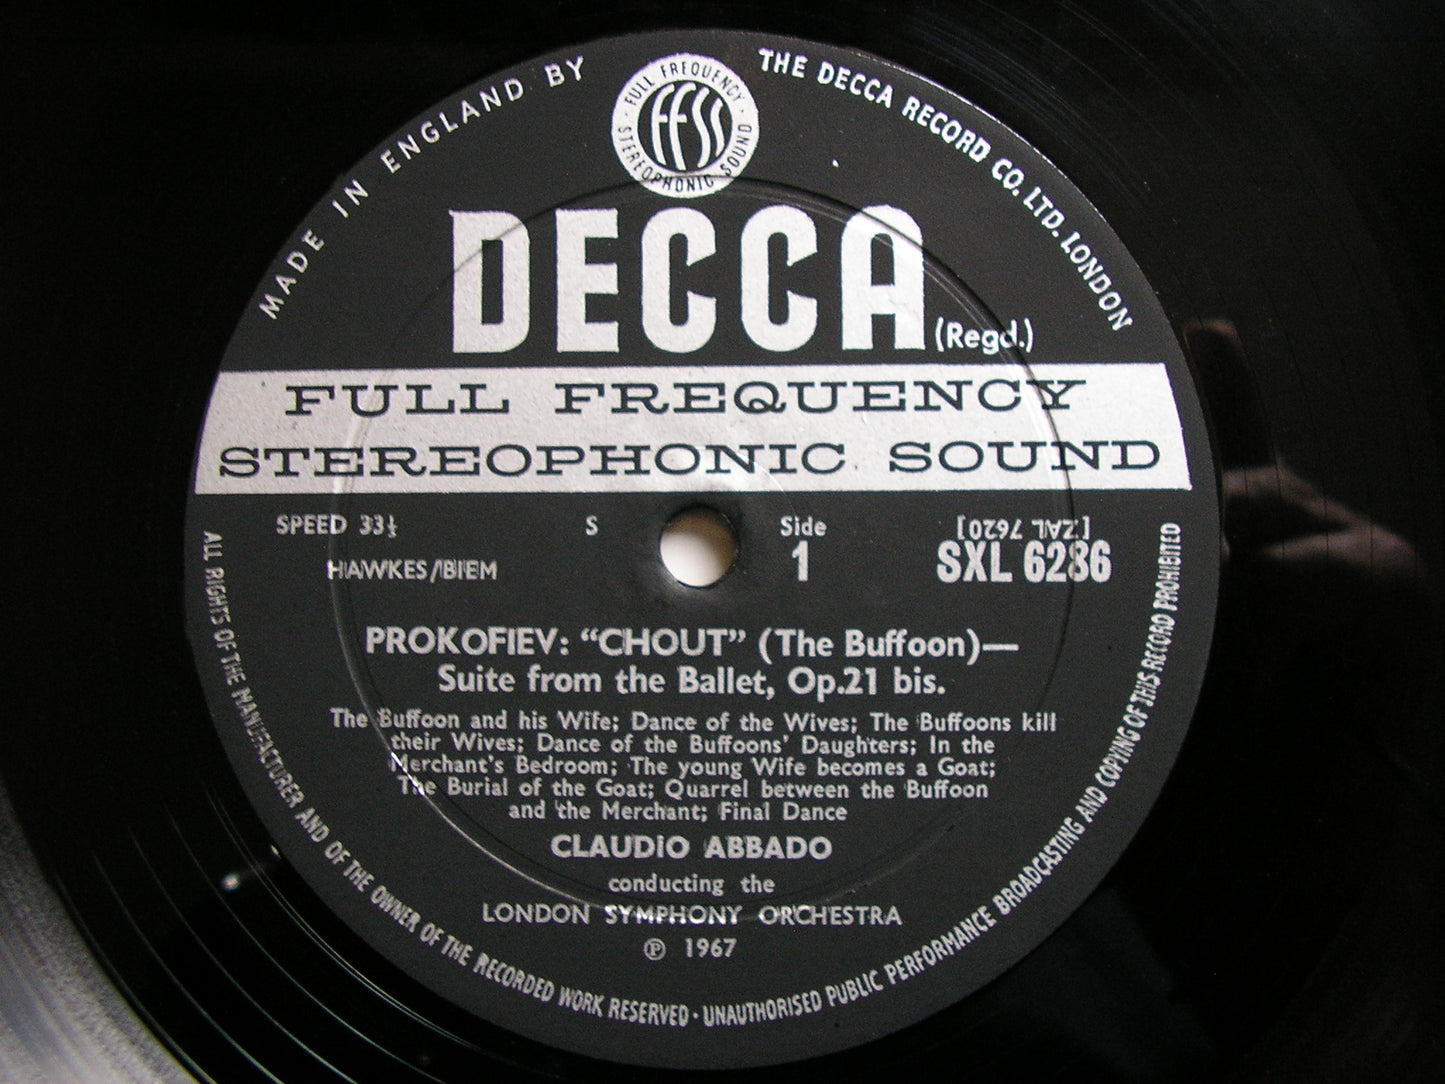 MADE IN ENGLAND BY
THE DECCA RECORD CO. LTD. LONDON
FULL FREQUENCY
FFSS
STEREOPHONIC SOUND
DECCA
(Regd.)
FULL FREQUENCY
STEREOPHONIC SOUND
SPEED 33⅓
S
Side
1
[ZAL 7620]
SXL 6286
HAWKES/BIEM
PROKOFIEV: “CHOUT” (The Buffoon)—
Suite from the Ballet, Op.21 bis.
The Buffoon and his Wife; Dance of the Wives; The Buffoons kill
their Wives; Dance of the Buffoons’ Daughters; In the
Merchant’s Bedroom; The young Wife becomes a Goat;
The Burial of the Goat; Quarrel between the Buffoon
and the Merchant; Final Dance
CLAUDIO ABBADO
conducting the
LONDON SYMPHONY ORCHESTRA
℗ 1967
ALL RIGHTS OF THE MANUFACTURER AND OF THE OWNER OF THE RECORDED WORK RESERVED · UNAUTHORISED PUBLIC PERFORMANCE BROADCASTING AND COPYING OF THIS RECORD PROHIBITED